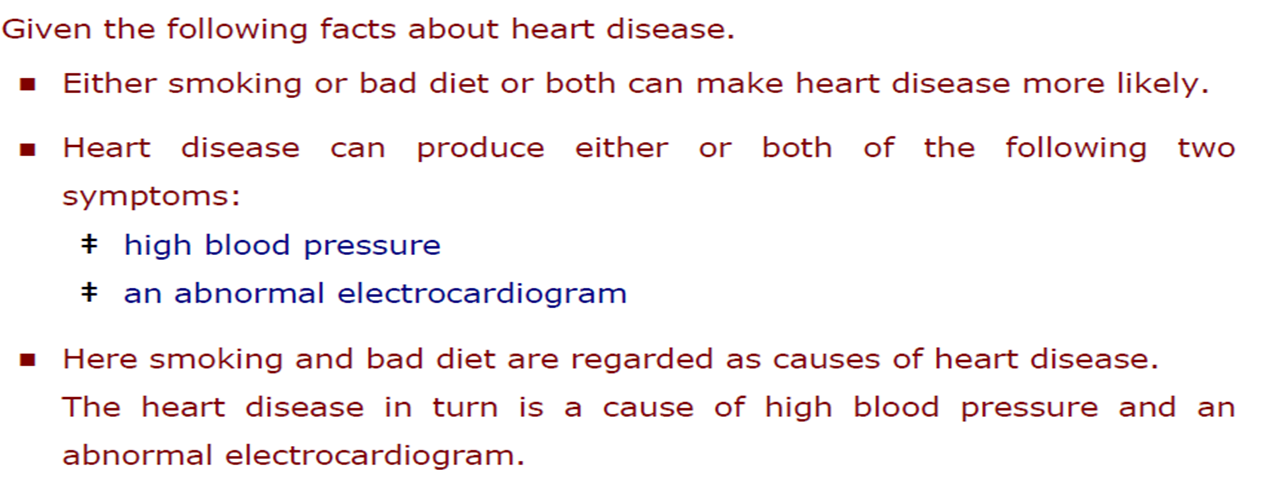 Given the following facts about heart disease.
■ Either smoking or bad diet or both can make heart disease more likely.
■ Heart disease can produce either or both of the following two
symptoms:
‡ high blood pressure
‡ an abnormal electrocardiogram
■ Here smoking and bad diet are regarded as causes of heart disease.
The heart disease in turn is a cause of high blood pressure and an
abnormal electrocardiogram.